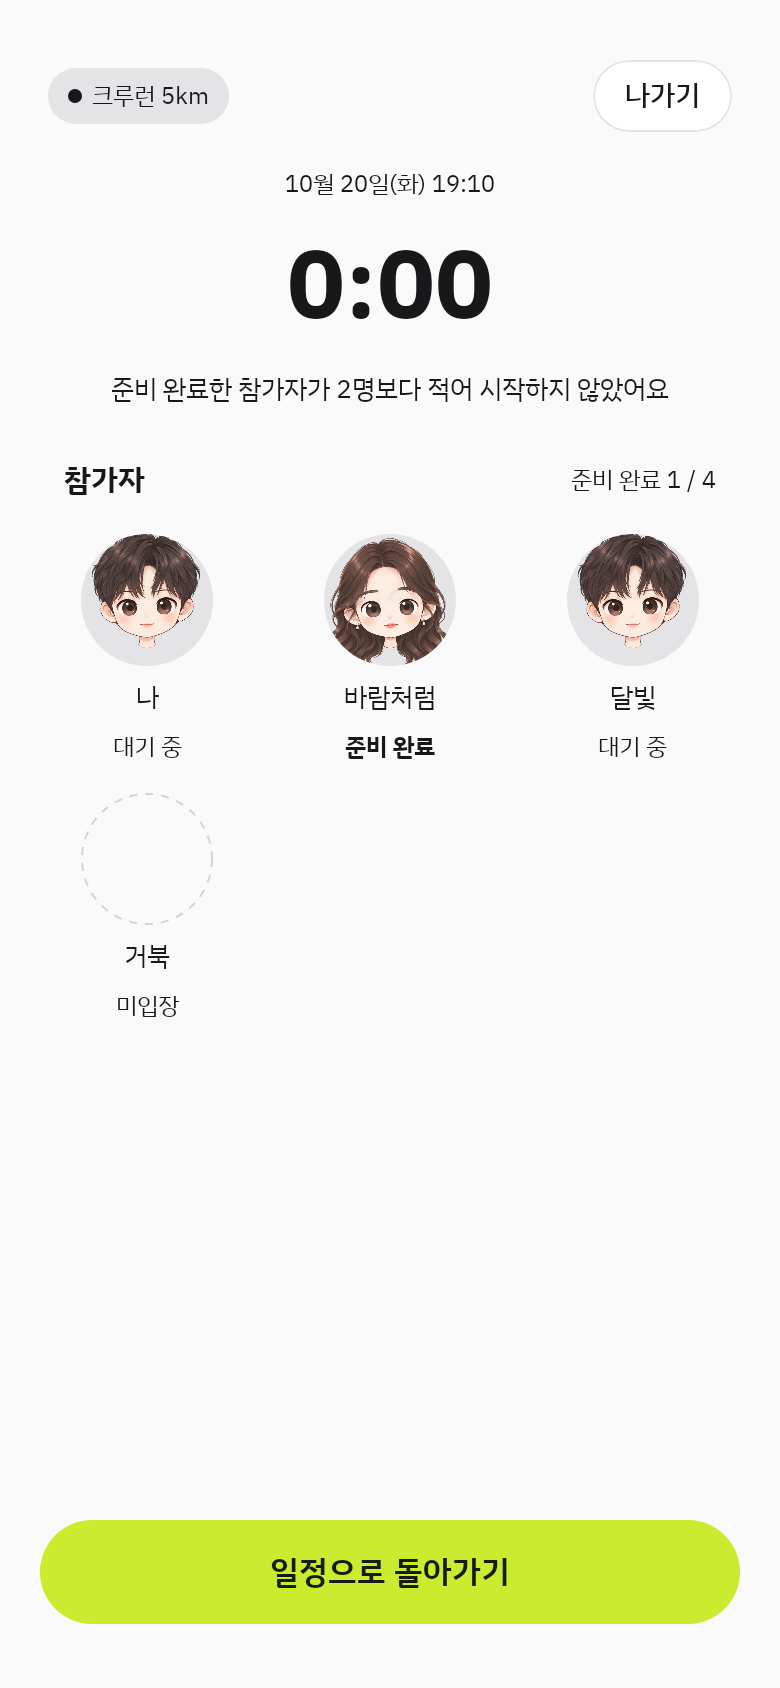 크루런 5km
나가기
10월 20일(화) 19:10
0:00
준비 완료한 참가자가 2명보다 적어 시작하지 않았어요
참가자
준비 완료 1 / 4
나
바람처럼
달빛
대기 중
준비 완료
대기 중
거북
미입장
일정으로 돌아가기